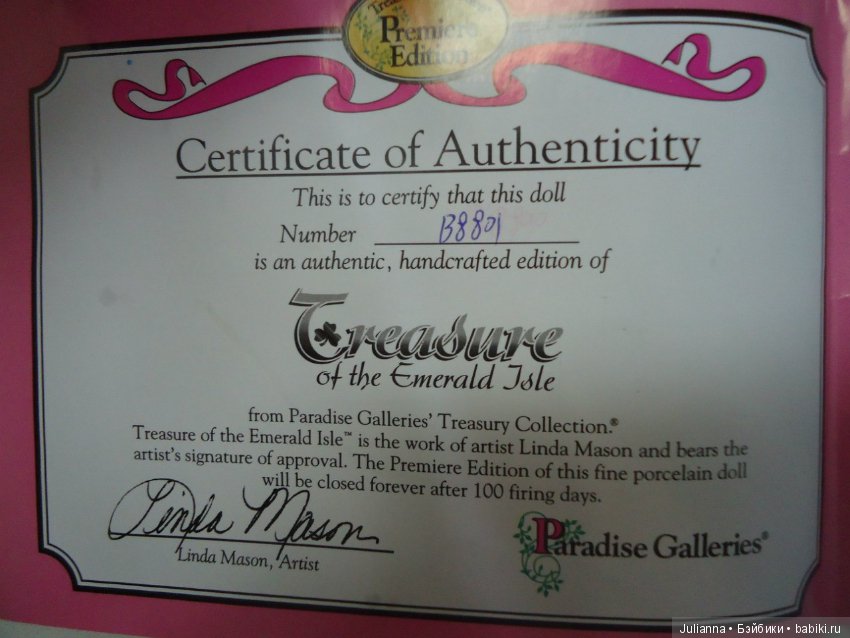 Premiere
Edition
Certificate of Authenticity
This is to certify that this doll
Number B8801
is an authentic, handcrafted edition of
Treasure
of the Emerald Isle
from Paradise Galleries' Treasury Collection.®
Treasure of the Emerald Isle™ is the work of artist Linda Mason and bears the
artist's signature of approval. The Premiere Edition of this fine porcelain doll
will be closed forever after 100 firing days.
Linda Mason
Linda Mason, Artist
Paradise Galleries®
Julianna • Бэйбики • babiki.ru